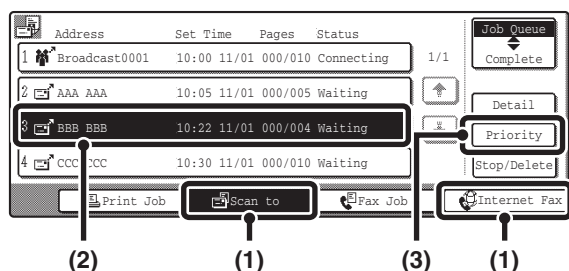 Address Set Time Pages Status
Job Queue
Complete
1 Broadcast0001 10:00 11/01 000/010 Connecting
1/1
2 AAA AAA 10:05 11/01 000/005 Waiting
Detail
3 BBB BBB 10:22 11/01 000/004 Waiting
Priority
4 CCC CCC 10:30 11/01 000/010 Waiting
Stop/Delete
Print Job Scan to Fax Job Internet Fax
(2) (1) (3) (1)